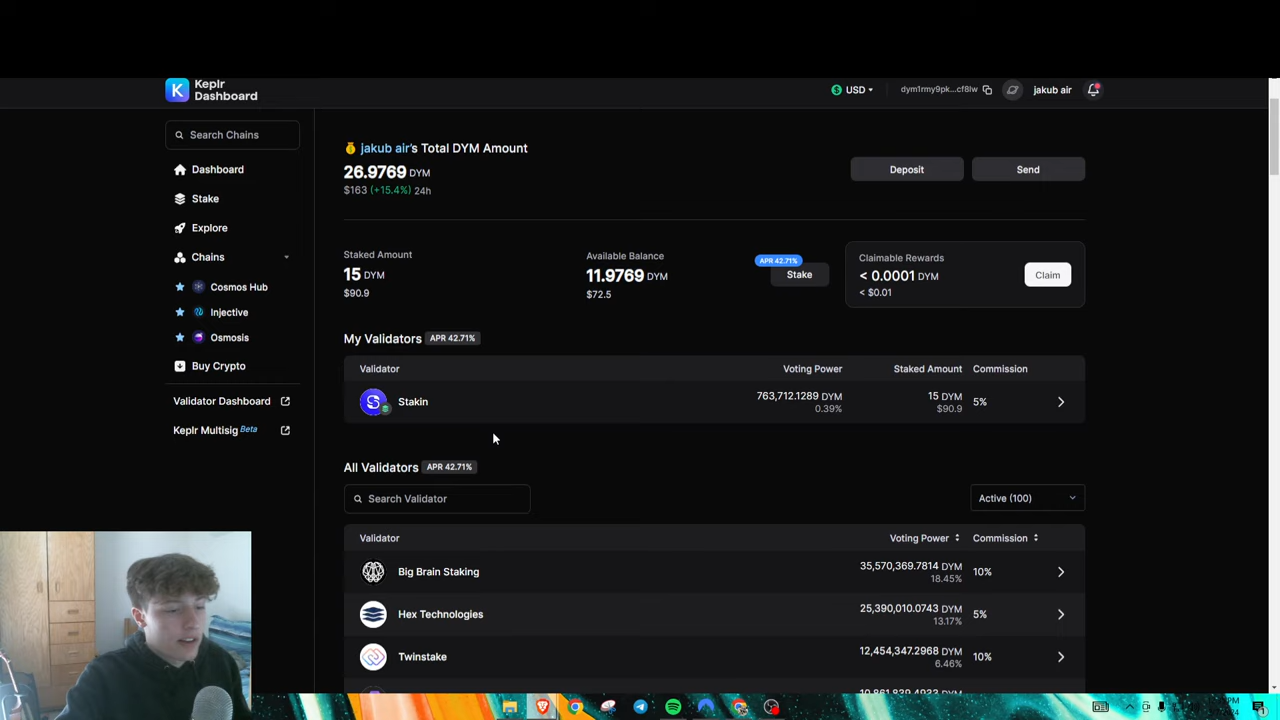 Keplr
Dashboard
USD
dym1rmy9pk...cf8lw
jakub air
Search Chains
Dashboard
Stake
Explore
Chains
Cosmos Hub
Injective
Osmosis
Buy Crypto
Validator Dashboard
Keplr Multisig Beta
jakub air's Total DYM Amount
26.9769 DYM
$163 (+15.4%) 24h
Deposit
Send
Staked Amount
15 DYM
$90.9
Available Balance
11.9769 DYM
$72.5
APR 42.71%
Stake
Claimable Rewards
< 0.0001 DYM
< $0.01
Claim
My Validators APR 42.71%
Validator Voting Power Staked Amount Commission
Stakin 763,712.1289 DYM 15 DYM 5%
0.39% $90.9
All Validators APR 42.71%
Search Validator
Active (100)
Validator Voting Power Commission
Big Brain Staking 35,570,369.7814 DYM 10%
18.45%
Hex Technologies 25,390,010.0743 DYM 5%
13.17%
Twinstake 12,454,347.2968 DYM 10%
6.46%